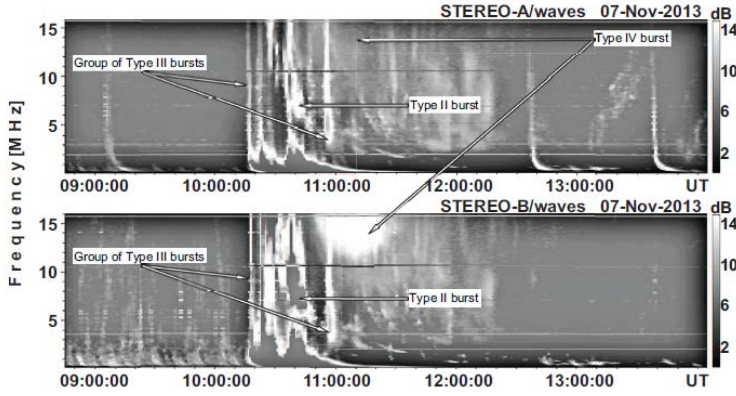 STEREO-A/waves 07-Nov-2013 dB
15
10
5
14
10
6
2
Group of Type III bursts
Type IV burst
Type II burst
09:00:00 10:00:00 11:00:00 12:00:00 13:00:00 UT
Frequency [MHz]
STEREO-B/waves 07-Nov-2013 dB
15
10
5
14
10
6
2
Group of Type III bursts
Type II burst
09:00:00 10:00:00 11:00:00 12:00:00 13:00:00 UT